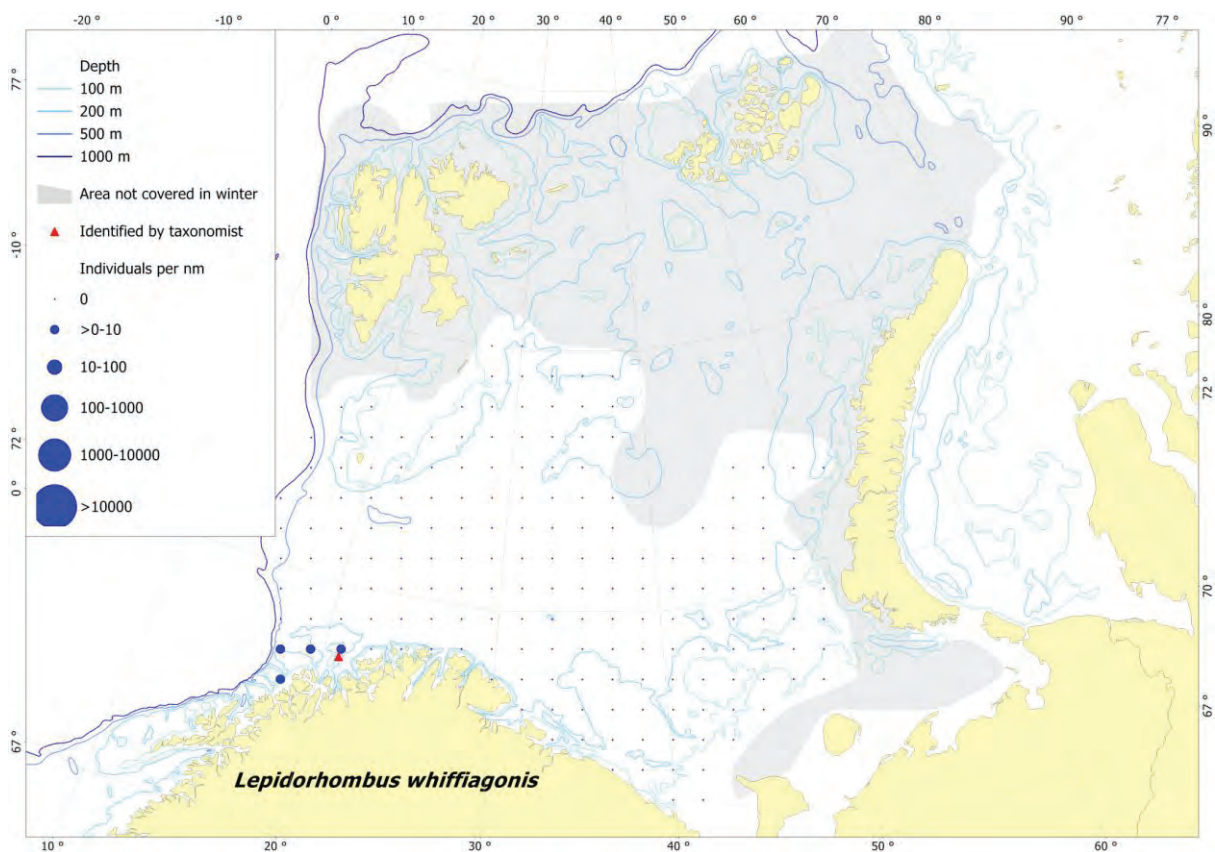 -20 ° -10 ° 0 ° 10 ° 20 ° 30 ° 40 ° 50 ° 60 ° 70 ° 80 ° 90 ° 77 °
77 °
-10 °
72 °
0 °
67 °
Depth
100 m
200 m
500 m
1000 m
Area not covered in winter
Identified by taxonomist
Individuals per nm
0
>0-10
10-100
100-1000
1000-10000
>10000
90 °
80 °
72 °
70 °
67 °
Lepidorhombus whiffiagonis
10 ° 20 ° 30 ° 40 ° 50 ° 60 °